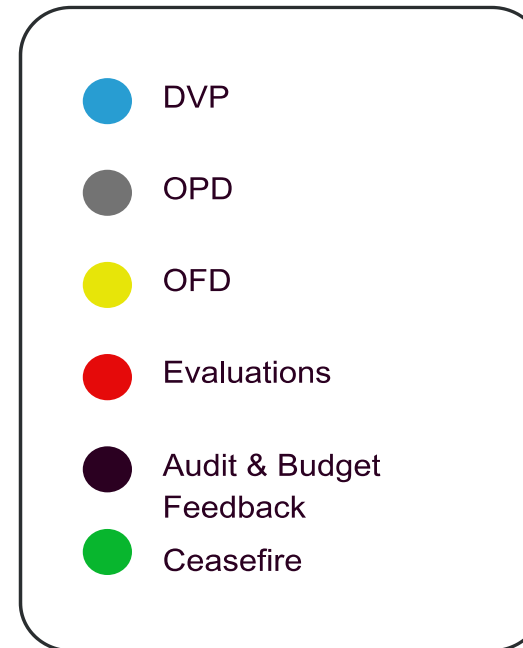 DVP
OPD
OFD
Evaluations
Audit & Budget
Feedback
Ceasefire